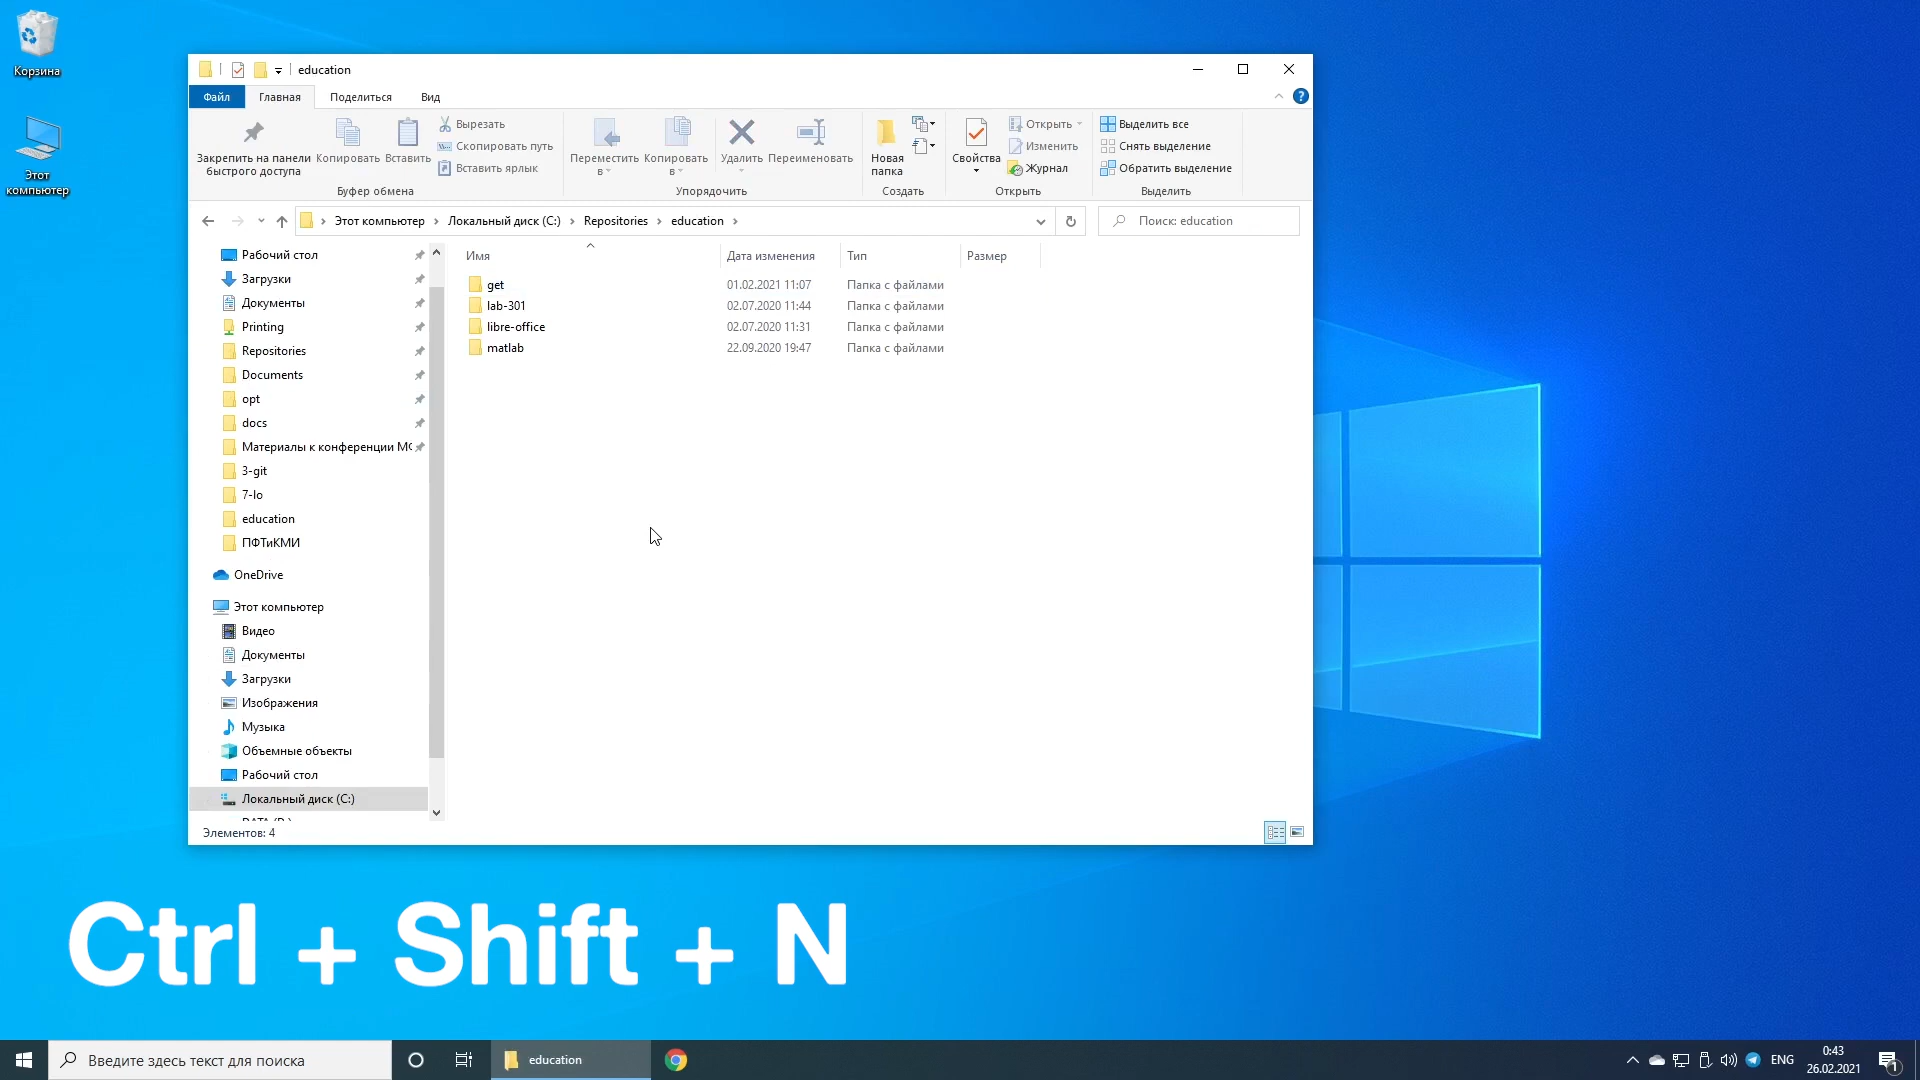 Корзина
Этот
компьютер
education
Файл
Главная
Поделиться
Вид
Закрепить на панели
быстрого доступа
Копировать
Вставить
Вырезать
Скопировать путь
Вставить ярлык
Буфер обмена
Переместить
в
Копировать
в
Удалить
Переименовать
Упорядочить
Новая
папка
Создать
Свойства
Открыть
Изменить
Журнал
Открыть
Выделить все
Снять выделение
Обратить выделение
Выделить
Этот компьютер › Локальный диск (C:) › Repositories › education ›
Поиск: education
Рабочий стол
Загрузки
Документы
Printing
Repositories
Documents
opt
docs
Материалы к конференции
3-git
7-lo
education
ПФТиКМИ
OneDrive
Этот компьютер
Видео
Документы
Загрузки
Изображения
Музыка
Объемные объекты
Рабочий стол
Локальный диск (C:)
Имя Дата изменения Тип Размер
get 01.02.2021 11:07 Папка с файлами
lab-301 02.07.2020 11:44 Папка с файлами
libre-office 02.07.2020 11:31 Папка с файлами
matlab 22.09.2020 19:47 Папка с файлами
Элементов: 4
Ctrl + Shift + N
Введите здесь текст для поиска
education
ENG
0:43
26.02.2021
1